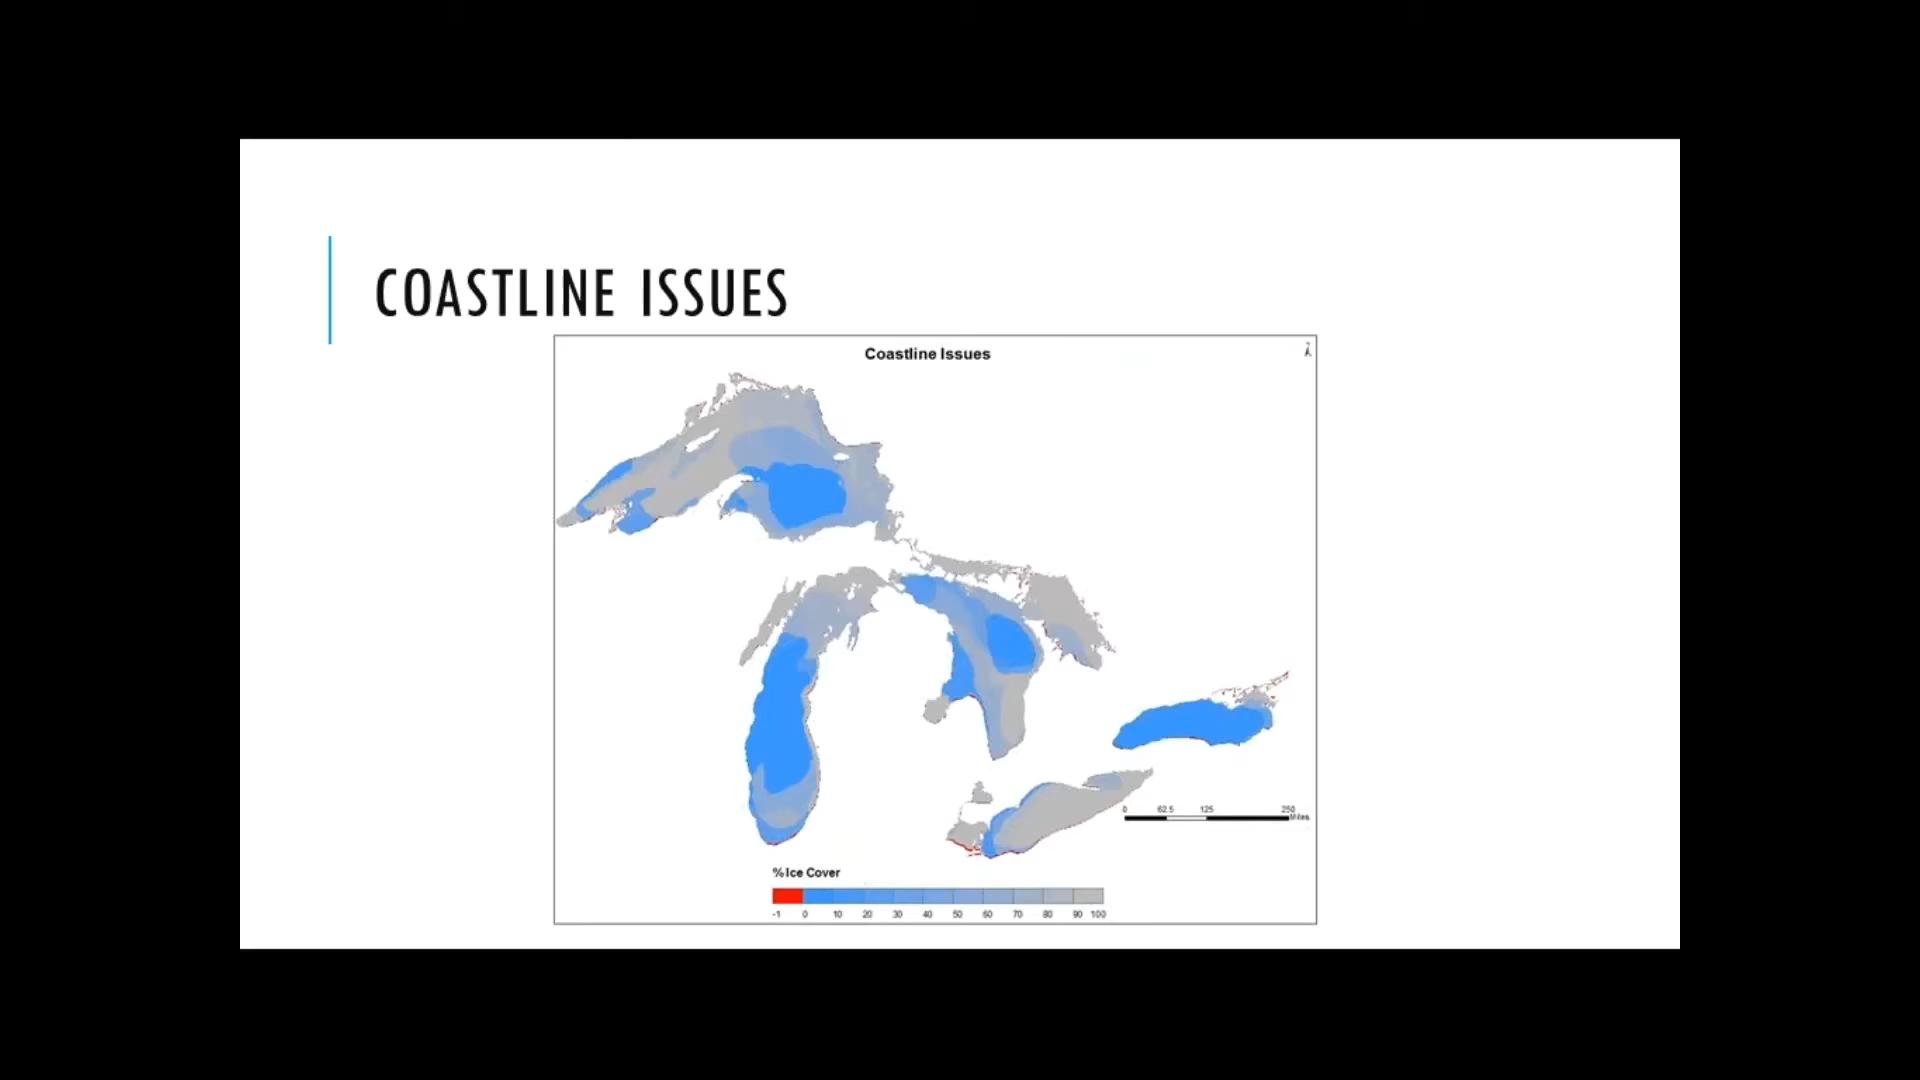 COASTLINE ISSUES
Coastline Issues
0 62.5 125 250
Miles
% Ice Cover
-1 0 10 20 30 40 50 60 70 80 90 100